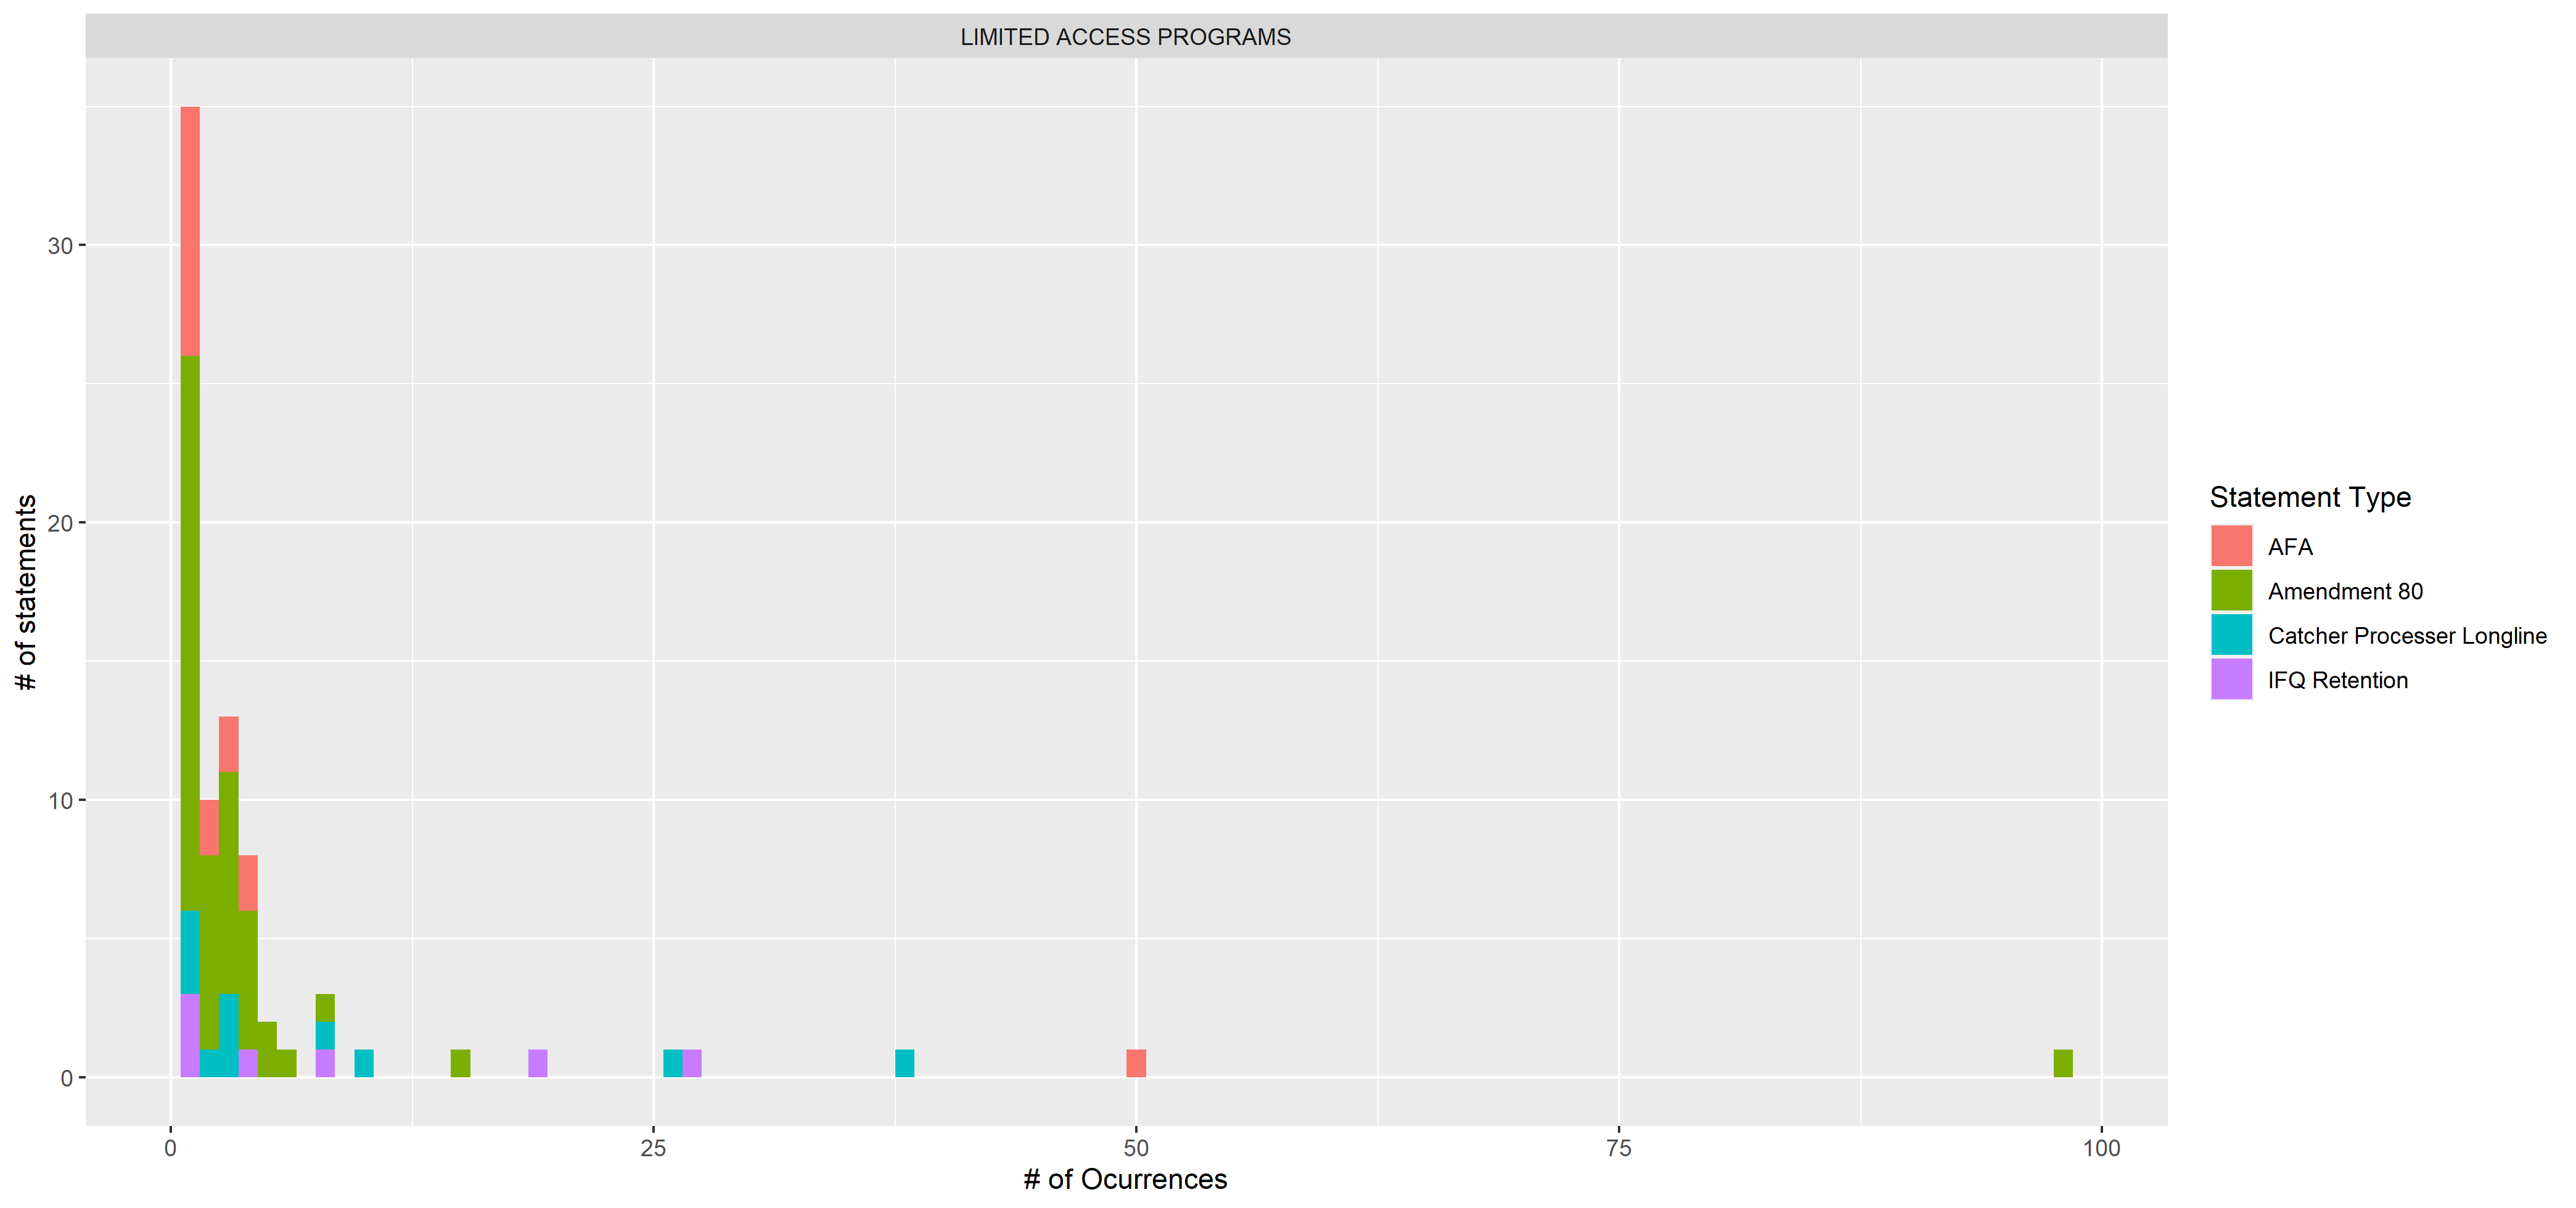 LIMITED ACCESS PROGRAMS
# of statements
30
20
10
0
0 25 50 75 100
# of Ocurrences
Statement Type
AFA
Amendment 80
Catcher Processer Longline
IFQ Retention